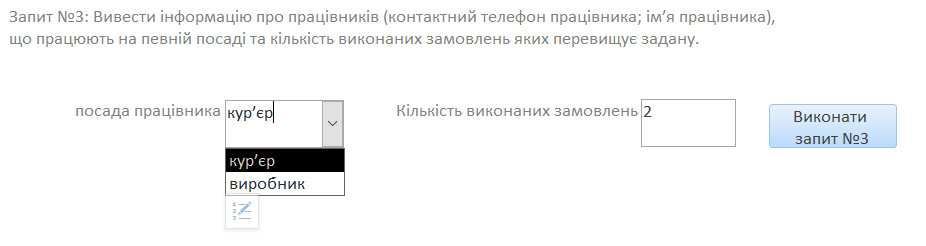 Запит №3: Вивести інформацію про працівників (контактний телефон працівника; ім’я працівника),
що працюють на певній посаді та кількість виконаних замовлень яких перевищує задану.
посада працівника кур’єр Кількість виконаних замовлень 2 Виконати
запит №3
кур’єр
виробник